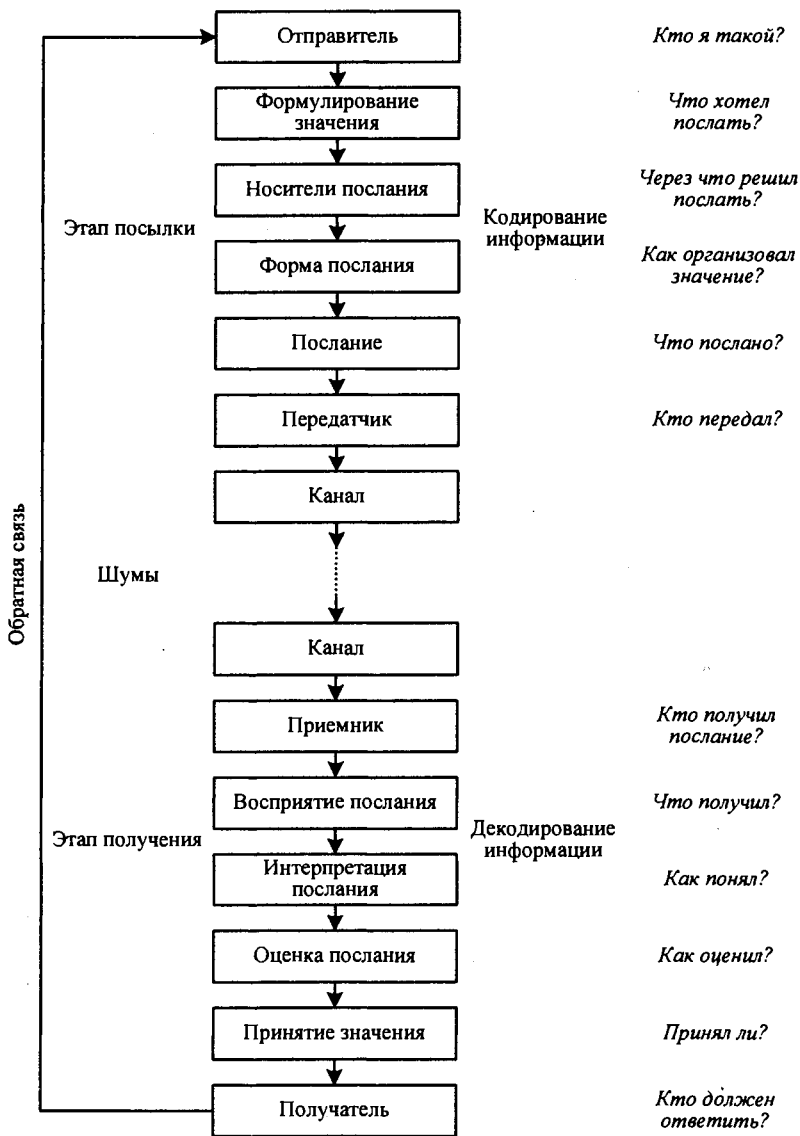 Отправитель
Кто я такой?
Формулирование
значения
Что хотел
послать?
Носители послания
Через что решил
послать?
Этап посылки
Кодирование
информации
Форма послания
Как организовал
значение?
Послание
Что послано?
Передатчик
Кто передал?
Канал
Обратная связь
Шумы
Канал
Приемник
Кто получил
послание?
Восприятие послания
Что получил?
Этап получения
Декодирование
информации
Интерпретация
послания
Как понял?
Оценка послания
Как оценил?
Принятие значения
Принял ли?
Получатель
Кто должен
ответить?